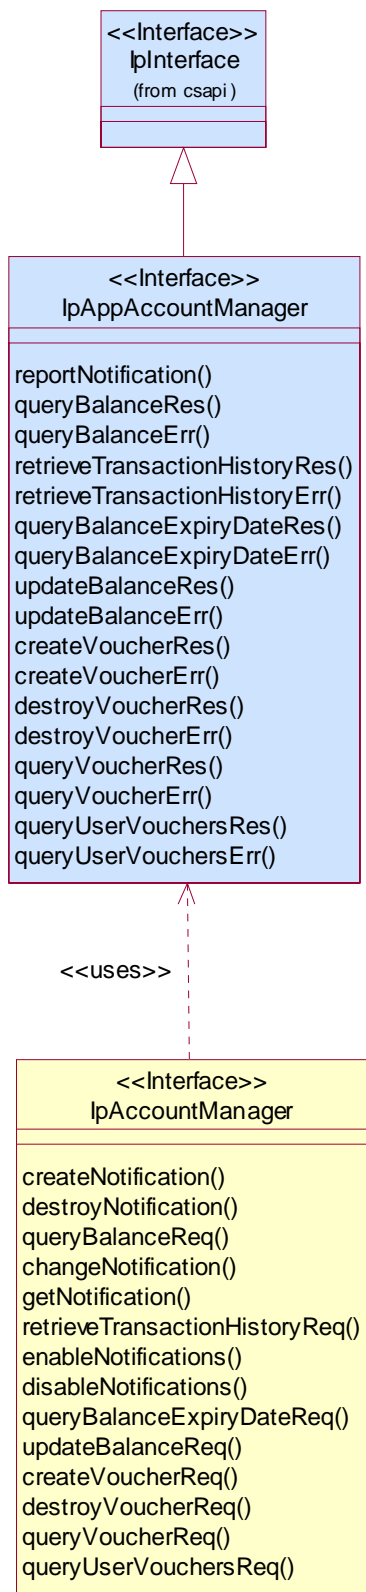 <<Interface>>
IpInterface
(from csapi)
<<Interface>>
IpAppAccountManager
reportNotification()
queryBalanceRes()
queryBalanceErr()
retrieveTransactionHistoryRes()
retrieveTransactionHistoryErr()
queryBalanceExpiryDateRes()
queryBalanceExpiryDateErr()
updateBalanceRes()
updateBalanceErr()
createVoucherRes()
createVoucherErr()
destroyVoucherRes()
destroyVoucherErr()
queryVoucherRes()
queryVoucherErr()
queryUserVouchersRes()
queryUserVouchersErr()
<<uses>>
<<Interface>>
IpAccountManager
createNotification()
destroyNotification()
queryBalanceReq()
changeNotification()
getNotification()
retrieveTransactionHistoryReq()
enableNotifications()
disableNotifications()
queryBalanceExpiryDateReq()
updateBalanceReq()
createVoucherReq()
destroyVoucherReq()
queryVoucherReq()
queryUserVouchersReq()